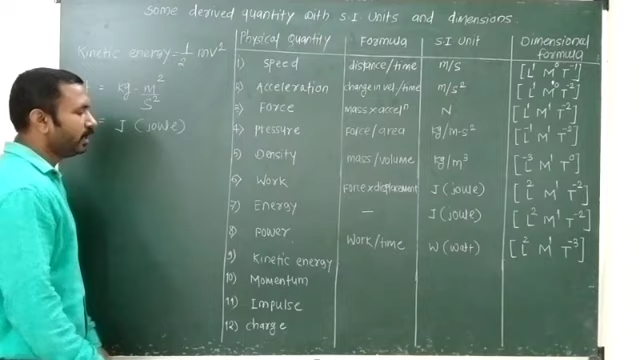 Some derived quantity with S.I. Units and dimensions.
Kinetic energy = 1/2 mv²
= kg · m²/s²
= J (joule)
Physical Quantity Formula S.I Unit Dimensional formula
1) Speed distance/time m/s [L¹ M⁰ T⁻¹]
2) Acceleration change in vel/time m/s² [L¹ M⁰ T⁻²]
3) Force mass×accelⁿ N [L¹ M¹ T⁻²]
4) Pressure force/area kg/m·s² [L⁻¹ M¹ T⁻²]
5) Density mass/volume kg/m³ [L⁻³ M¹ T⁰]
6) Work force×displacement J (joule) [L² M¹ T⁻²]
7) Energy — J (joule) [L² M¹ T⁻²]
8) Power Work/time W (watt) [L² M¹ T⁻³]
9) Kinetic energy
10) Momentum
11) Impulse
12) charge